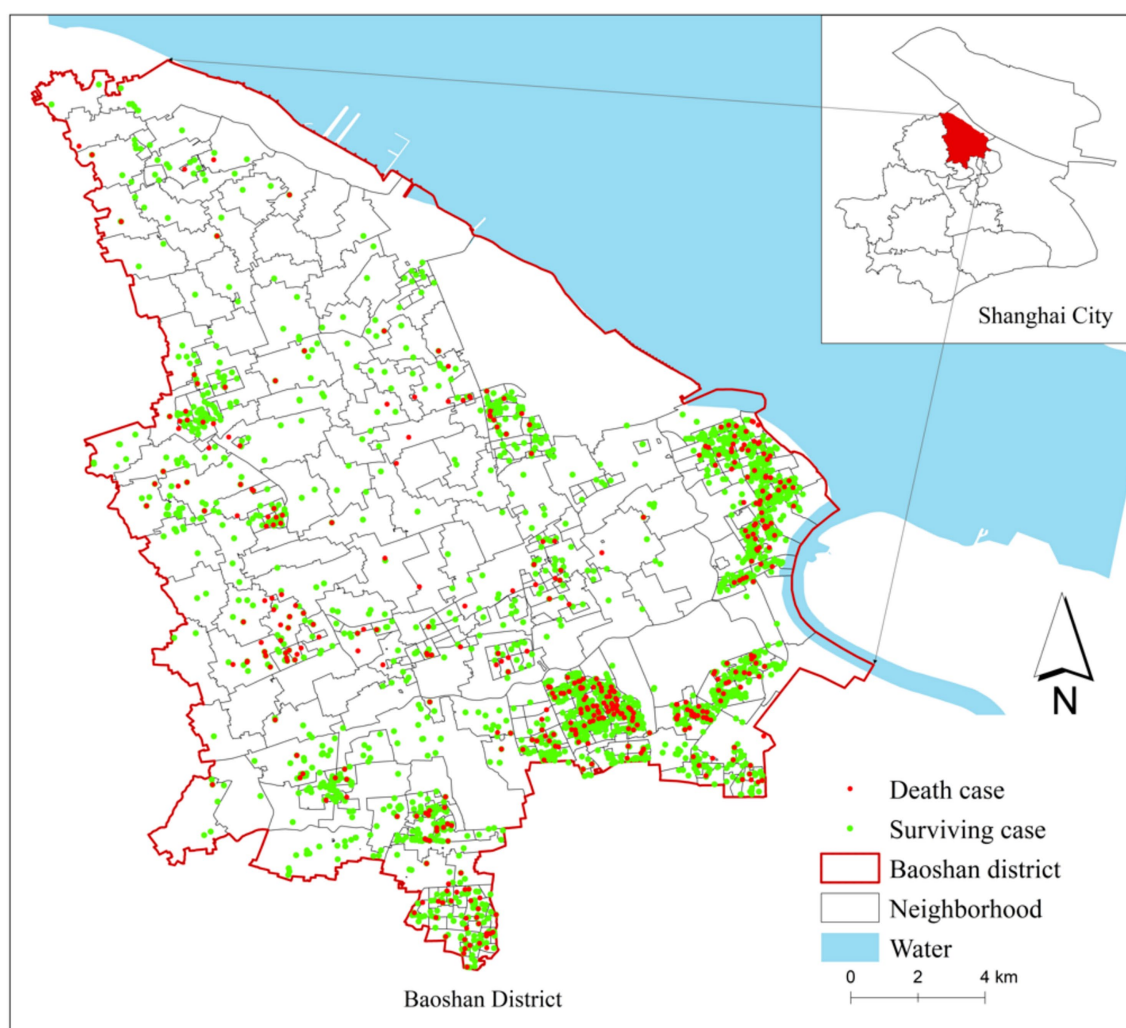 Shanghai City
N
Death case
Surviving case
Baoshan district
Neighborhood
Water
0 2 4 km
Baoshan District